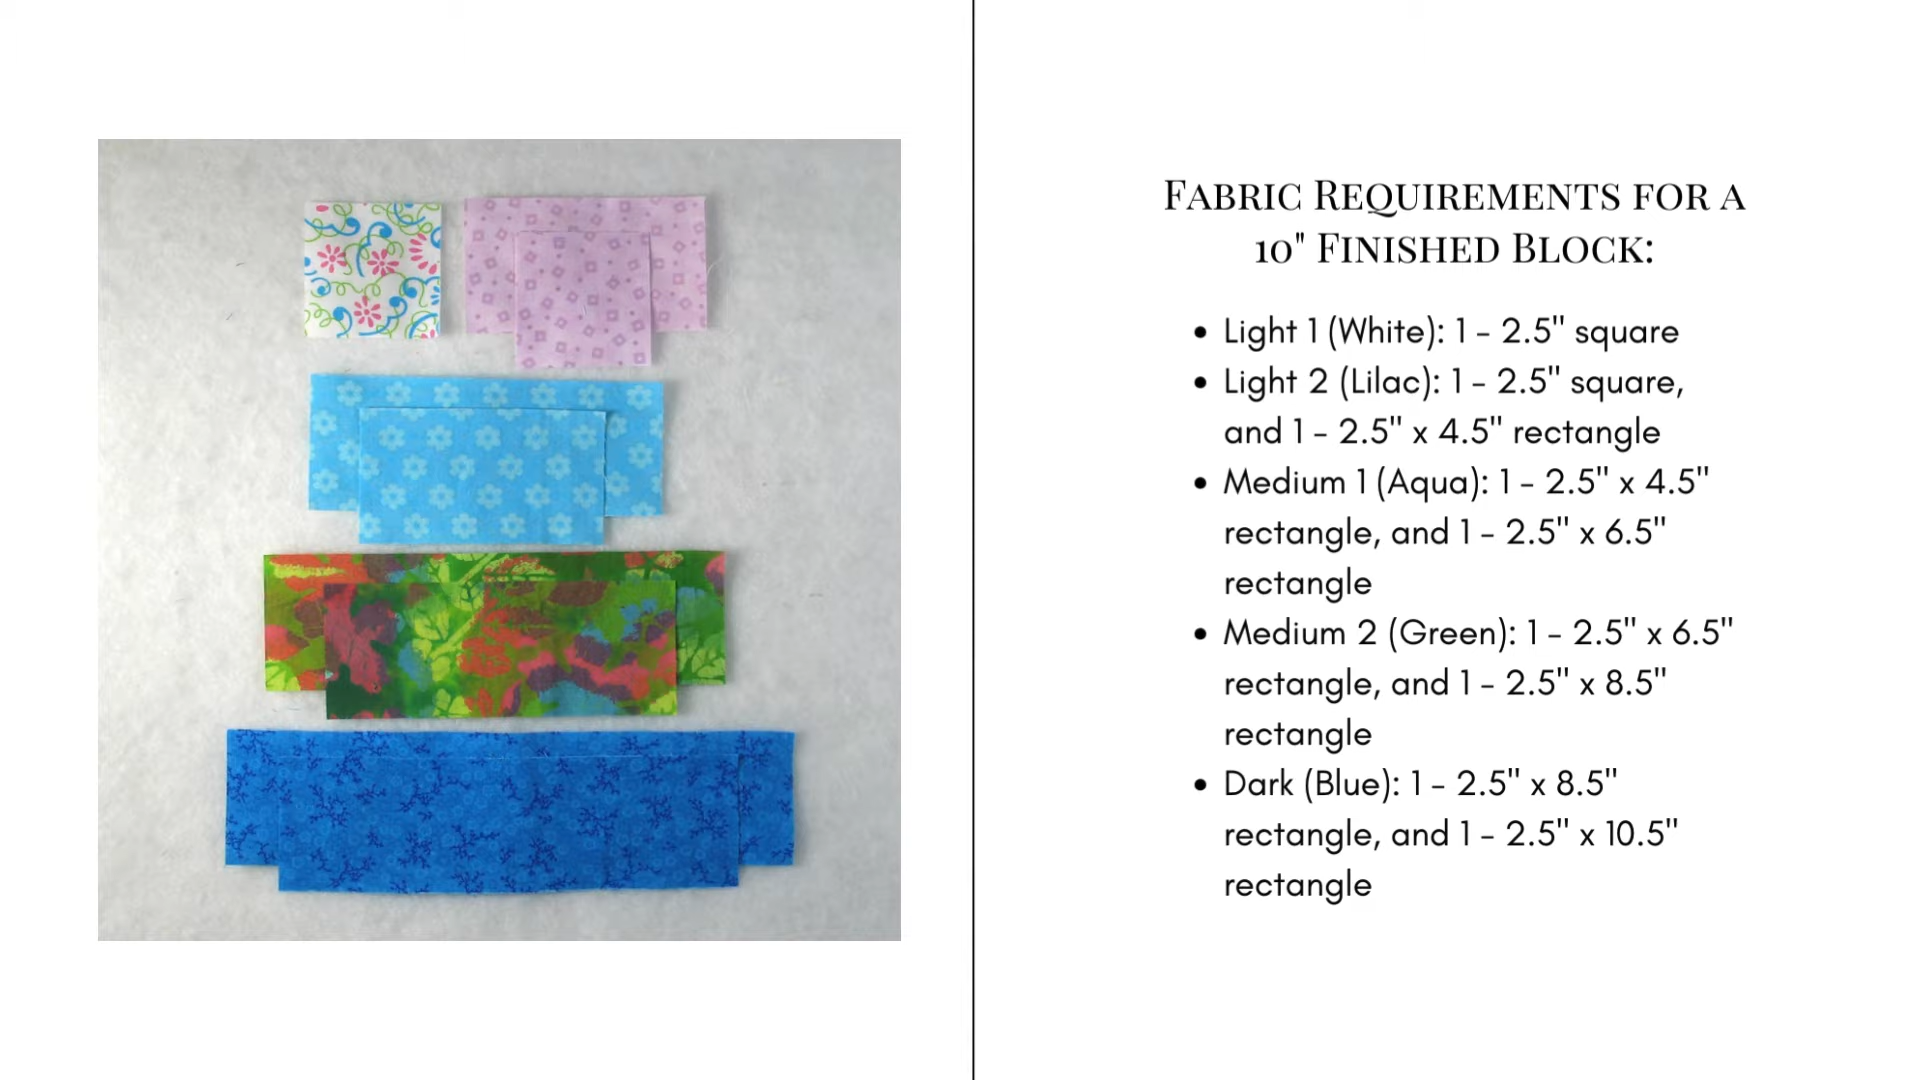 Fabric Requirements for a
10" Finished Block:
• Light 1 (White): 1 - 2.5" square
• Light 2 (Lilac): 1 - 2.5" square,
and 1 - 2.5" x 4.5" rectangle
• Medium 1 (Aqua): 1 - 2.5" x 4.5"
rectangle, and 1 - 2.5" x 6.5"
rectangle
• Medium 2 (Green): 1 - 2.5" x 6.5"
rectangle, and 1 - 2.5" x 8.5"
rectangle
• Dark (Blue): 1 - 2.5" x 8.5"
rectangle, and 1 - 2.5" x 10.5"
rectangle